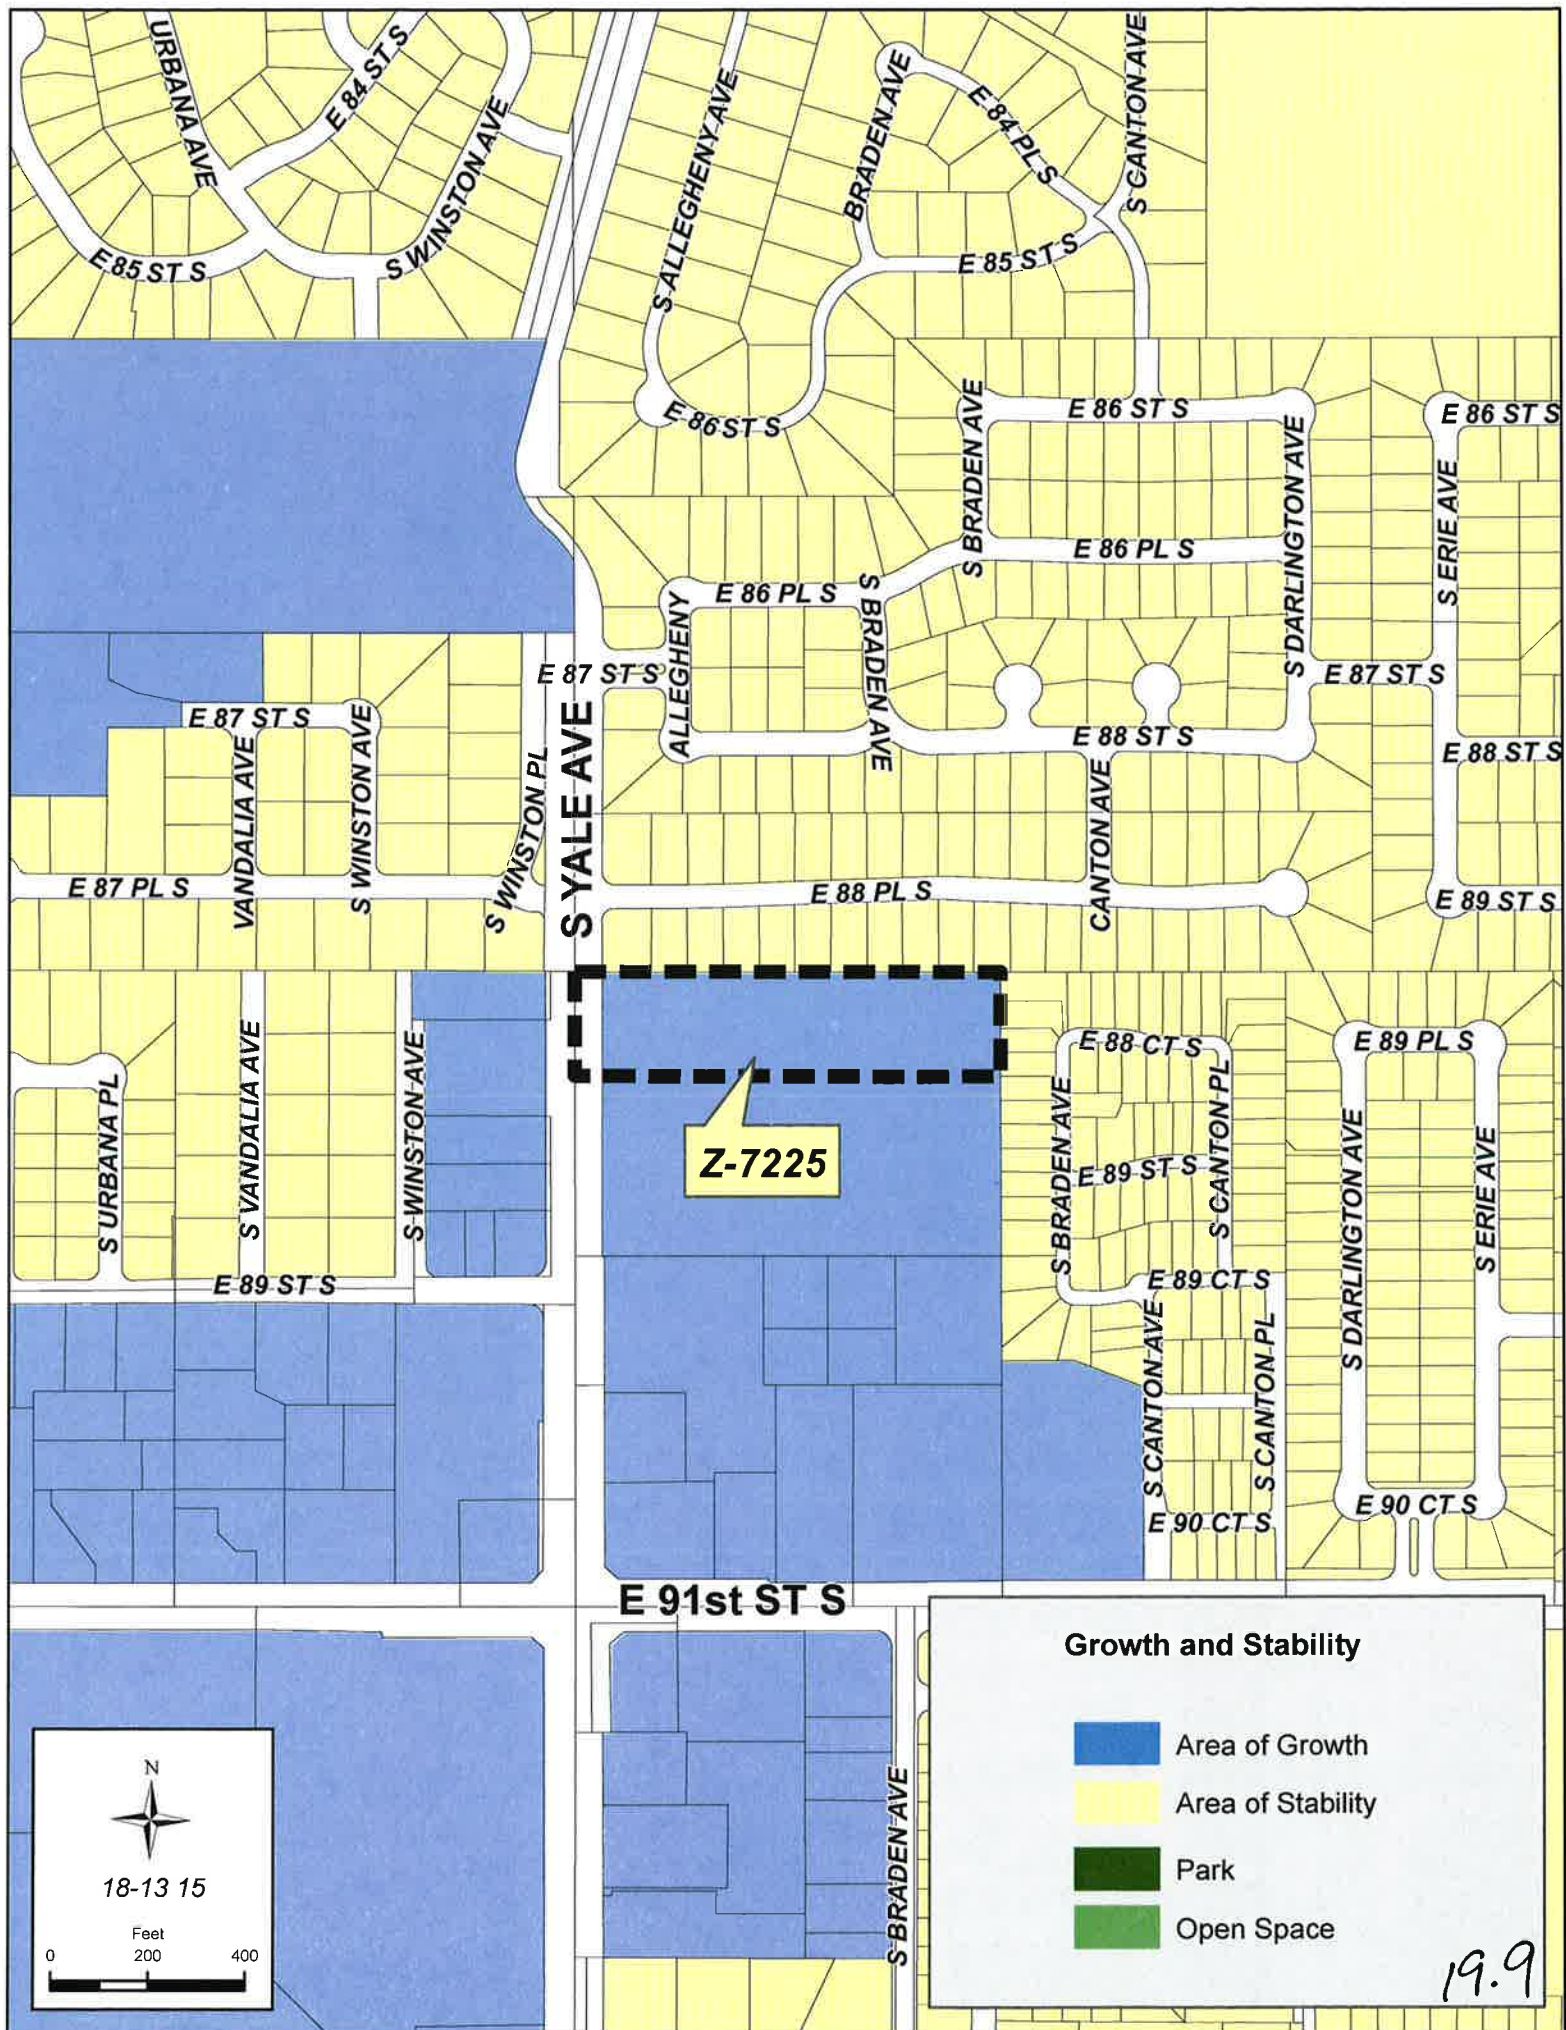 URBANA AVE
E 84 ST S
S WINSTON AVE
E 85 ST S
S ALLEGHENY AVE
BRADEN AVE
E 84 PL S
S CANTON AVE
E 85 ST S
E 86 ST S
S BRADEN AVE
E 86 ST S
S DARLINGTON AVE
E 86 ST S
S ERIE AVE
E 86 PL S
E 86 PL S
ALLEGHENY
S BRADEN AVE
E 87 ST S
E 87 ST S
E 87 ST S
VANDALIA AVE
S WINSTON AVE
S WINSTON PL
S YALE AVE
E 88 ST S
E 88 ST S
CANTON AVE
E 87 PL S
E 88 PL S
E 89 ST S
S URBANA PL
S VANDALIA AVE
S WINSTON AVE
E 89 ST S
Z-7225
E 88 CT S
S BRADEN AVE
E 89 ST S
S CANTON PL
E 89 CT S
E 89 PL S
S DARLINGTON AVE
S ERIE AVE
S CANTON AVE
S CANTON PL
E 90 CT S
E 90 CT S
E 91st ST S
S BRADEN AVE
N
18-13 15
Feet
0 200 400
Growth and Stability
Area of Growth
Area of Stability
Park
Open Space
19.9